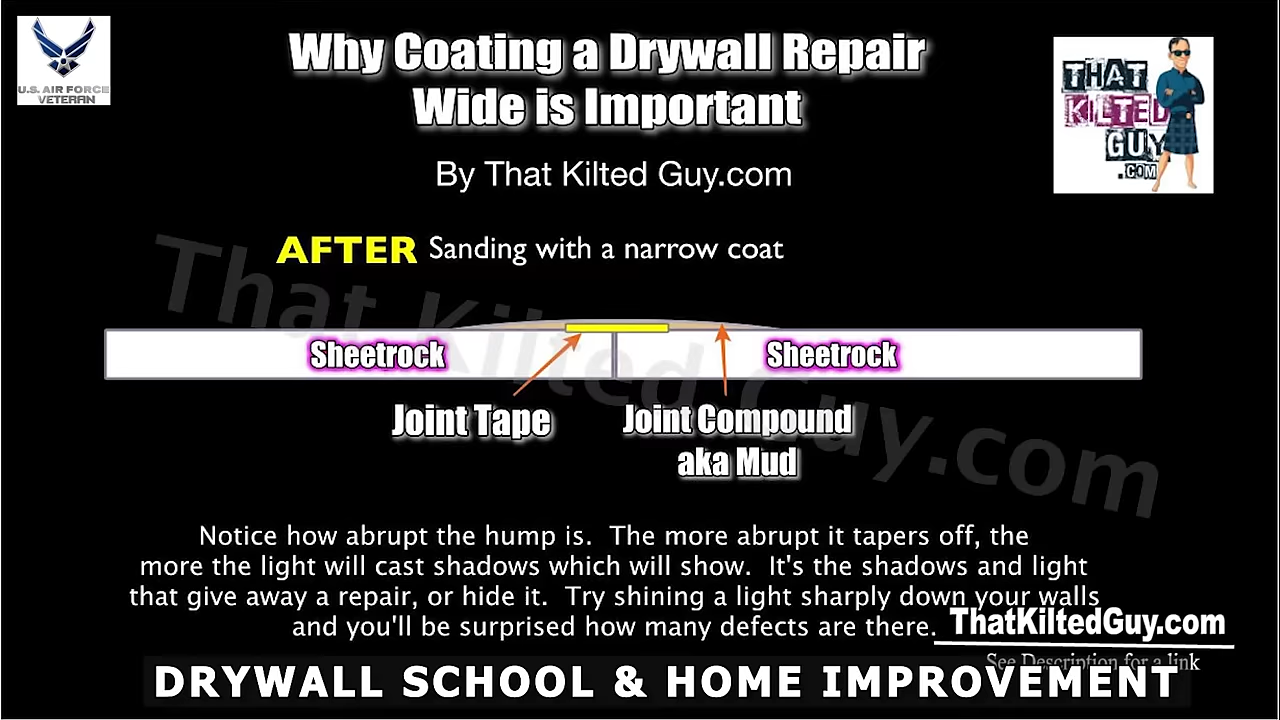 U.S. AIR FORCE
VETERAN
Why Coating a Drywall Repair
Wide is Important
By That Kilted Guy.com
THAT
KILTED
GUY
.COM
AFTER Sanding with a narrow coat
That Kilted Guy.com
Sheetrock
Sheetrock
Joint Tape
Joint Compound
aka Mud
Notice how abrupt the hump is. The more abrupt it tapers off, the
more the light will cast shadows which will show. It's the shadows and light
that give away a repair, or hide it. Try shining a light sharply down your walls
and you'll be surprised how many defects are there.
ThatKiltedGuy.com
See Description for a link
DRYWALL SCHOOL & HOME IMPROVEMENT